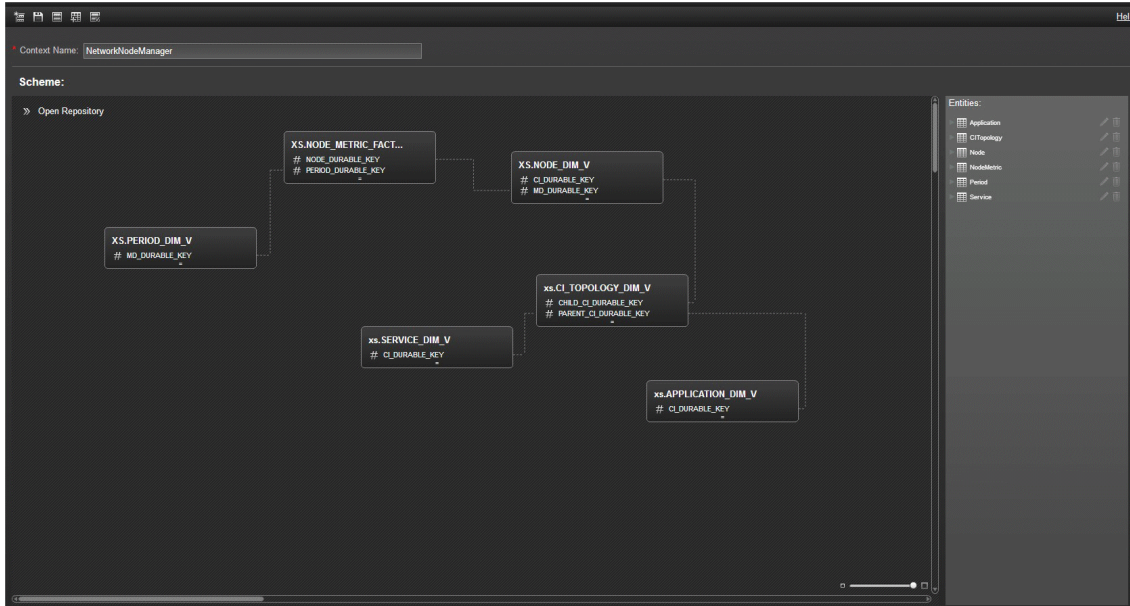 Hel
* Context Name: NetworkNodeManager
Scheme:
» Open Repository
XS.NODE_METRIC_FACT...
# NODE_DURABLE_KEY
# PERIOD_DURABLE_KEY
XS.NODE_DIM_V
# CI_DURABLE_KEY
# MD_DURABLE_KEY
XS.PERIOD_DIM_V
# MD_DURABLE_KEY
xs.CI_TOPOLOGY_DIM_V
# CHILD_CI_DURABLE_KEY
# PARENT_CI_DURABLE_KEY
xs.SERVICE_DIM_V
# CI_DURABLE_KEY
xs.APPLICATION_DIM_V
# CI_DURABLE_KEY
Entities:
Application
CITopology
Node
NodeMetric
Period
Service